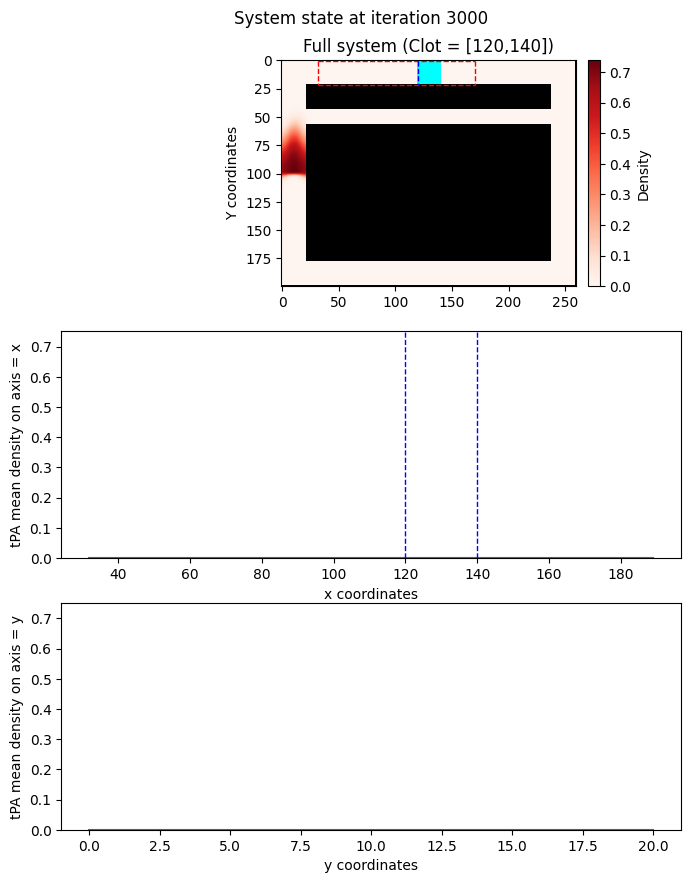 System state at iteration 3000
Full system (Clot = [120,140])
0
25
50
75
100
125
150
175
Y coordinates
0 50 100 150 200 250
0.7
0.6
0.5
0.4
0.3
0.2
0.1
0.0
Density
0.7
0.6
0.5
0.4
0.3
0.2
0.1
0.0
tPA mean density on axis = x
40 60 80 100 120 140 160 180
x coordinates
0.7
0.6
0.5
0.4
0.3
0.2
0.1
0.0
tPA mean density on axis = y
0.0 2.5 5.0 7.5 10.0 12.5 15.0 17.5 20.0
y coordinates